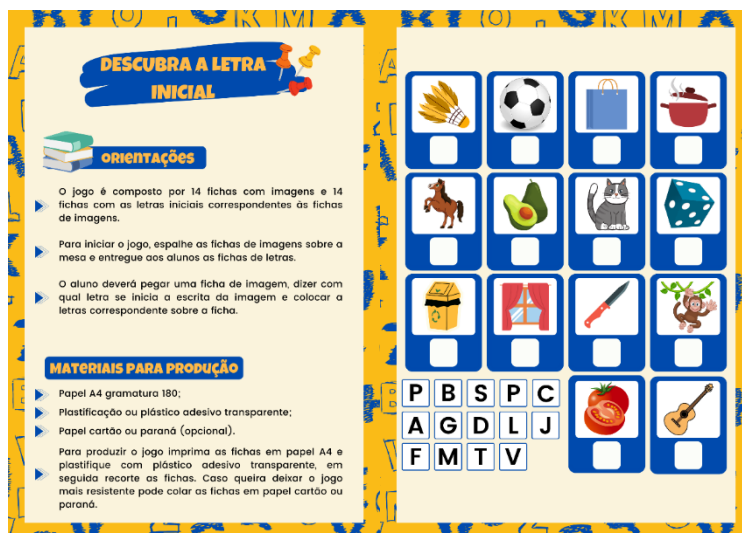 DESCUBRA A LETRA
INICIAL
ORIENTAÇÕES
O jogo é composto por 14 fichas com imagens e 14
fichas com as letras iniciais correspondentes às fichas
de imagens.
Para iniciar o jogo, espalhe as fichas de imagens sobre a
mesa e entregue aos alunos as fichas de letras.
O aluno deverá pegar uma ficha de imagem, dizer com
qual letra se inicia a escrita da imagem e colocar a
letras correspondente sobre a ficha.
MATERIAIS PARA PRODUÇÃO
Papel A4 gramatura 180;
Plastificação ou plástico adesivo transparente;
Papel cartão ou paraná (opcional).
Para produzir o jogo imprima as fichas em papel A4 e
plastifique com plástico adesivo transparente, em
seguida recorte as fichas. Caso queira deixar o jogo
mais resistente pode colar as fichas em papel cartão ou
paraná.
P B S P C
A G D L J
F M T V